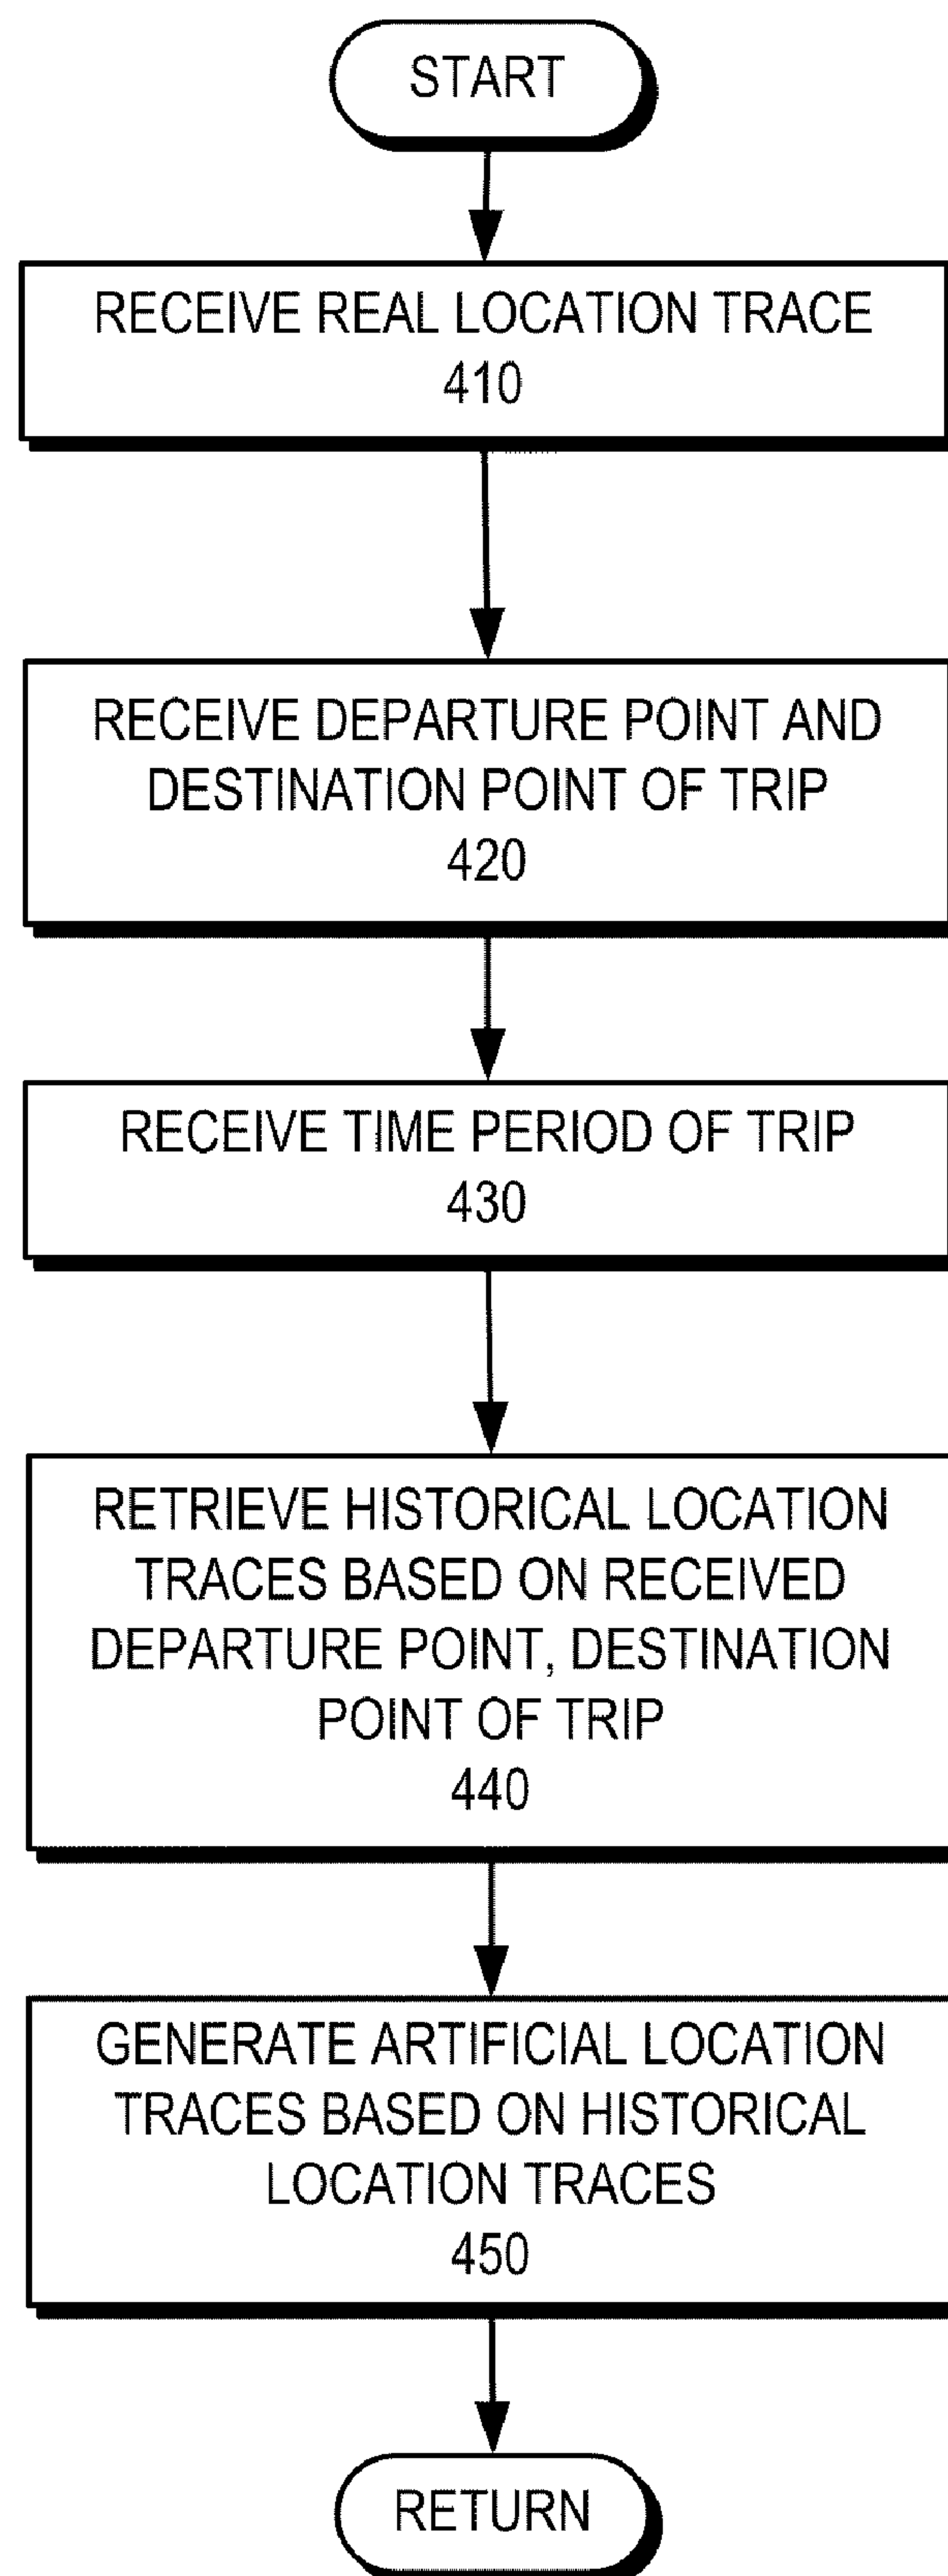 START
RECEIVE REAL LOCATION TRACE
410
RECEIVE DEPARTURE POINT AND
DESTINATION POINT OF TRIP
420
RECEIVE TIME PERIOD OF TRIP
430
RETRIEVE HISTORICAL LOCATION
TRACES BASED ON RECEIVED
DEPARTURE POINT, DESTINATION
POINT OF TRIP
440
GENERATE ARTIFICIAL LOCATION
TRACES BASED ON HISTORICAL
LOCATION TRACES
450
RETURN